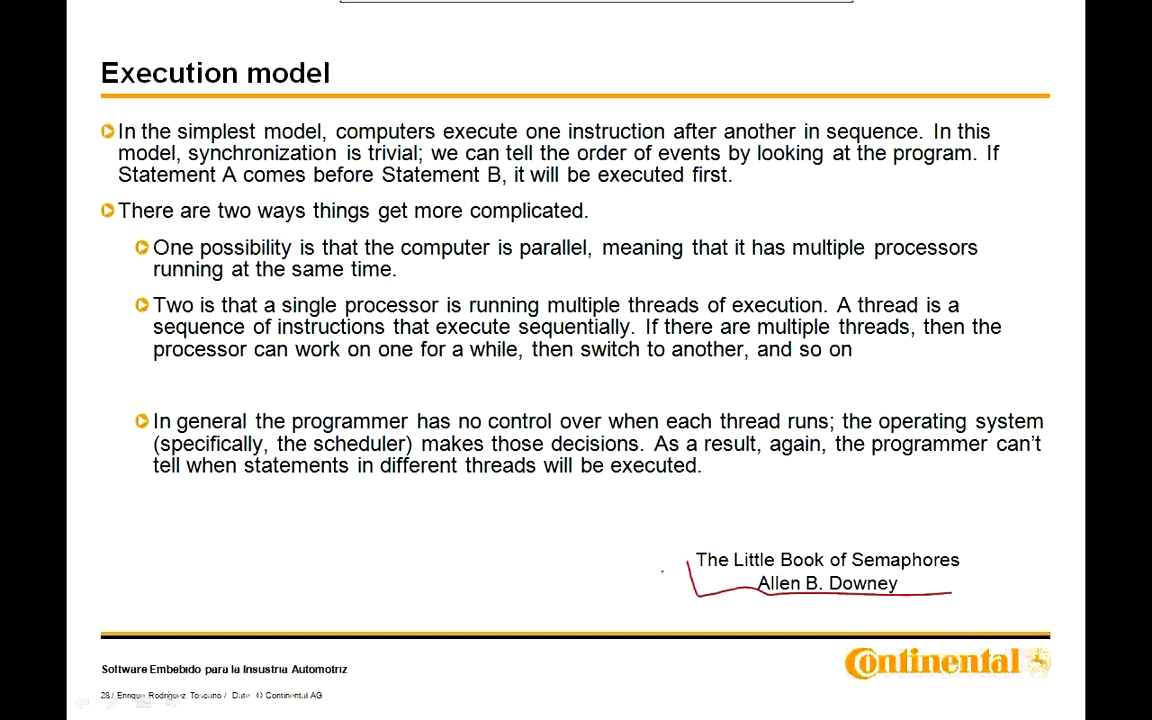 Execution model
In the simplest model, computers execute one instruction after another in sequence. In this
model, synchronization is trivial; we can tell the order of events by looking at the program. If
Statement A comes before Statement B, it will be executed first.
There are two ways things get more complicated.
One possibility is that the computer is parallel, meaning that it has multiple processors
running at the same time.
Two is that a single processor is running multiple threads of execution. A thread is a
sequence of instructions that execute sequentially. If there are multiple threads, then the
processor can work on one for a while, then switch to another, and so on
In general the programmer has no control over when each thread runs; the operating system
(specifically, the scheduler) makes those decisions. As a result, again, the programmer can’t
tell when statements in different threads will be executed.
The Little Book of Semaphores
Allen B. Downey
Software Embebido para la Insustria Automotriz
Continental
28 / Enrique Rodriguez Toscano / Date © Continental AG